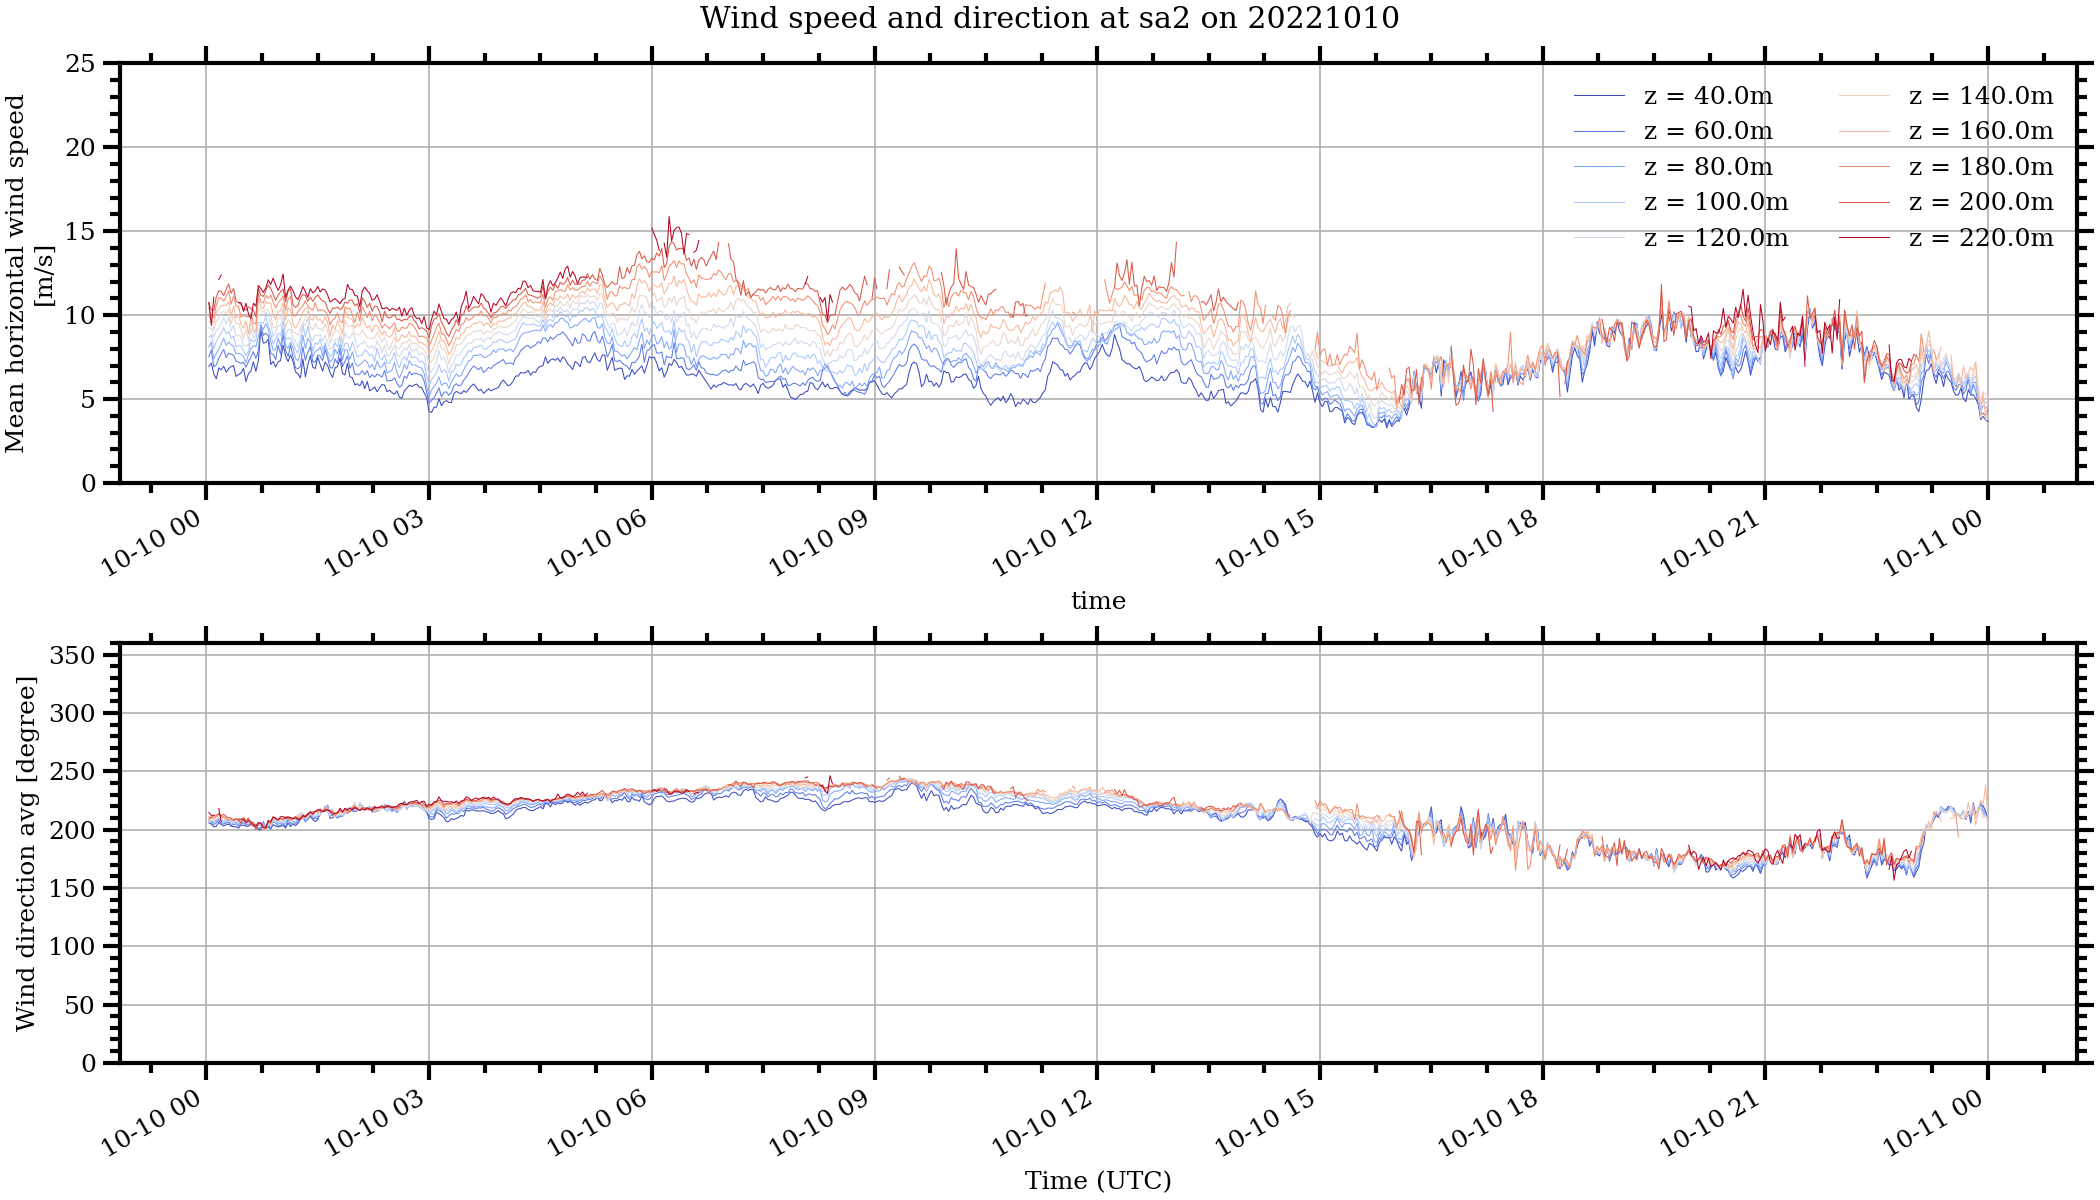 Wind speed and direction at sa2 on 20221010
Mean horizontal wind speed
[m/s]
25
20
15
10
5
0
z = 40.0m
z = 60.0m
z = 80.0m
z = 100.0m
z = 120.0m
z = 140.0m
z = 160.0m
z = 180.0m
z = 200.0m
z = 220.0m
10-10 00
10-10 03
10-10 06
10-10 09
10-10 12
10-10 15
10-10 18
10-10 21
10-11 00
time
Wind direction avg [degree]
350
300
250
200
150
100
50
0
10-10 00
10-10 03
10-10 06
10-10 09
10-10 12
10-10 15
10-10 18
10-10 21
10-11 00
Time (UTC)